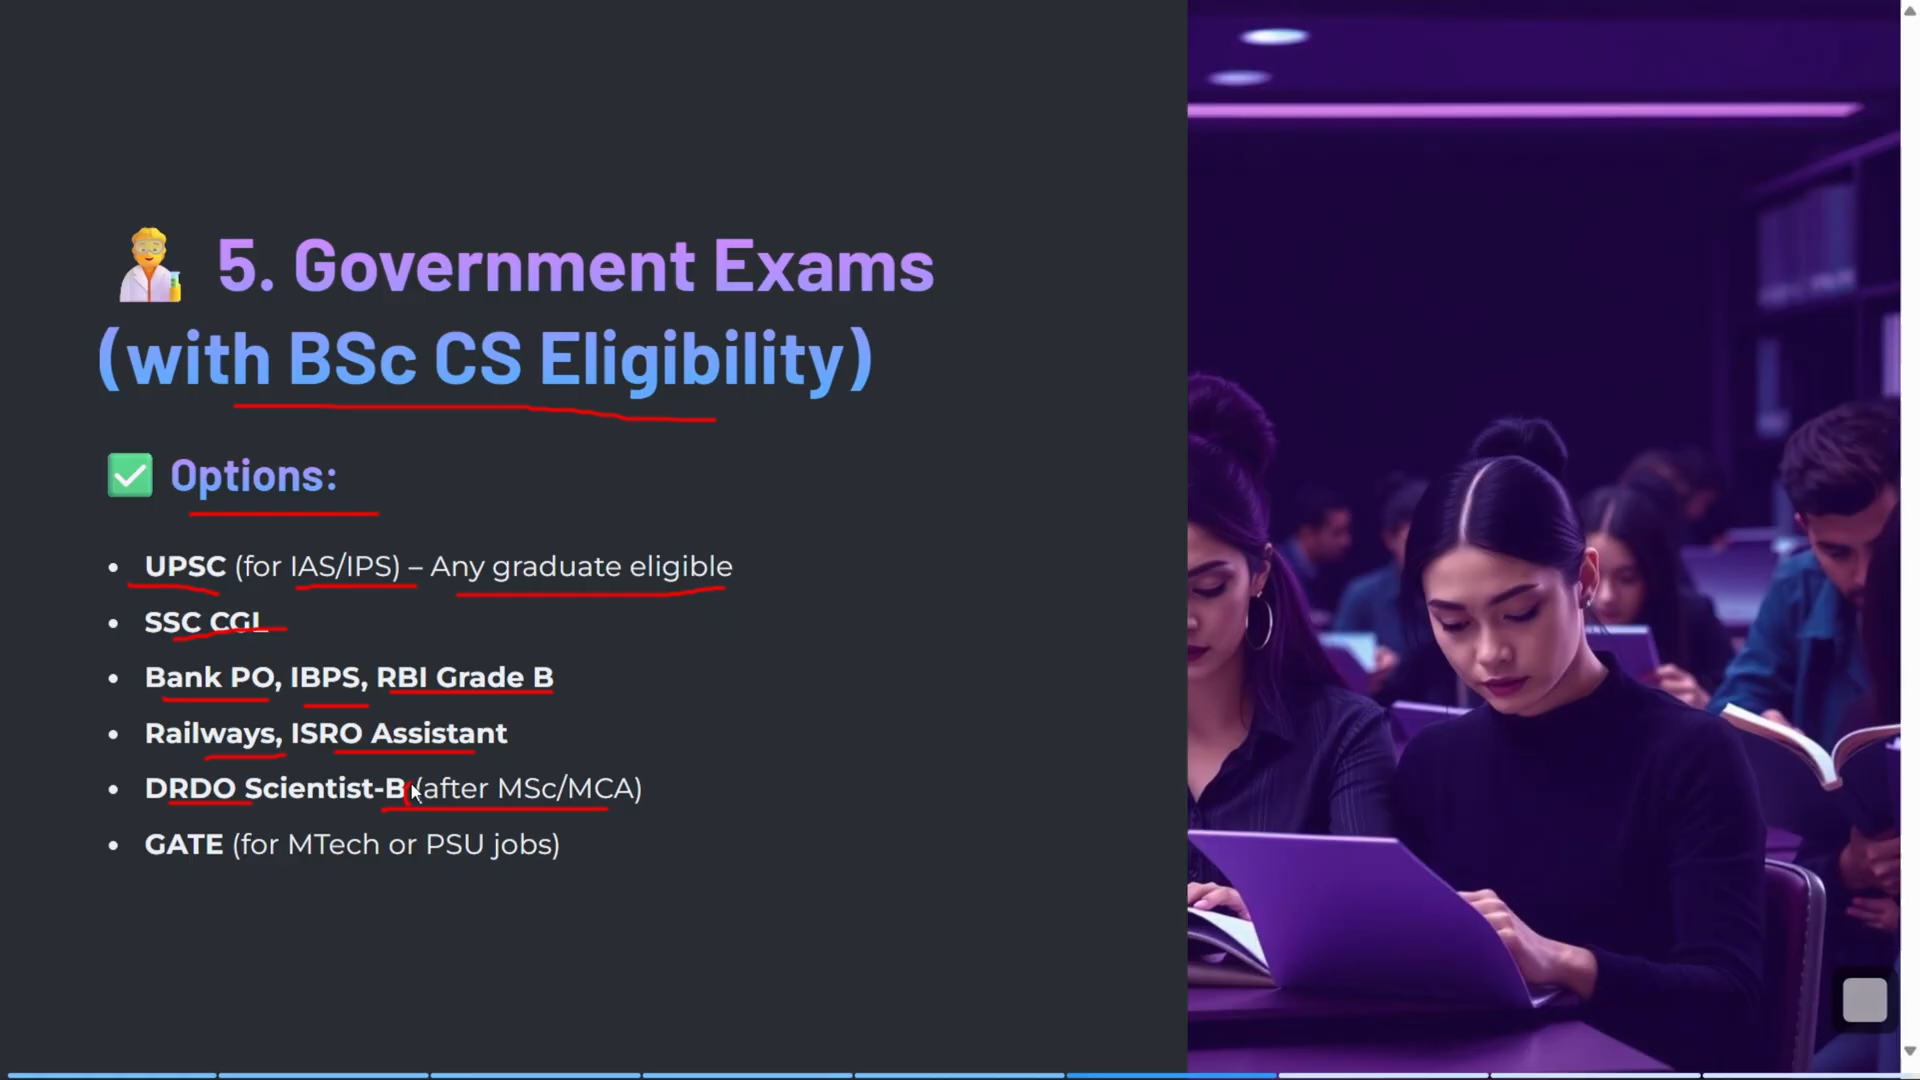 5. Government Exams
(with BSc CS Eligibility)
Options:
UPSC (for IAS/IPS) – Any graduate eligible
SSC CGL
Bank PO, IBPS, RBI Grade B
Railways, ISRO Assistant
DRDO Scientist-B (after MSc/MCA)
GATE (for MTech or PSU jobs)